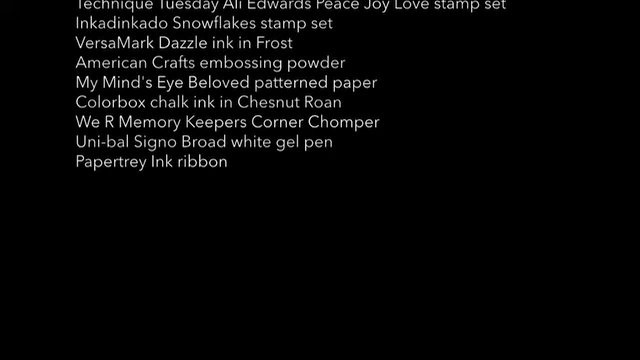 Technique Tuesday Ali Edwards Peace Joy Love stamp set
Inkadinkado Snowflakes stamp set
VersaMark Dazzle ink in Frost
American Crafts embossing powder
My Mind's Eye Beloved patterned paper
Colorbox chalk ink in Chesnut Roan
We R Memory Keepers Corner Chomper
Uni-bal Signo Broad white gel pen
Papertrey Ink ribbon